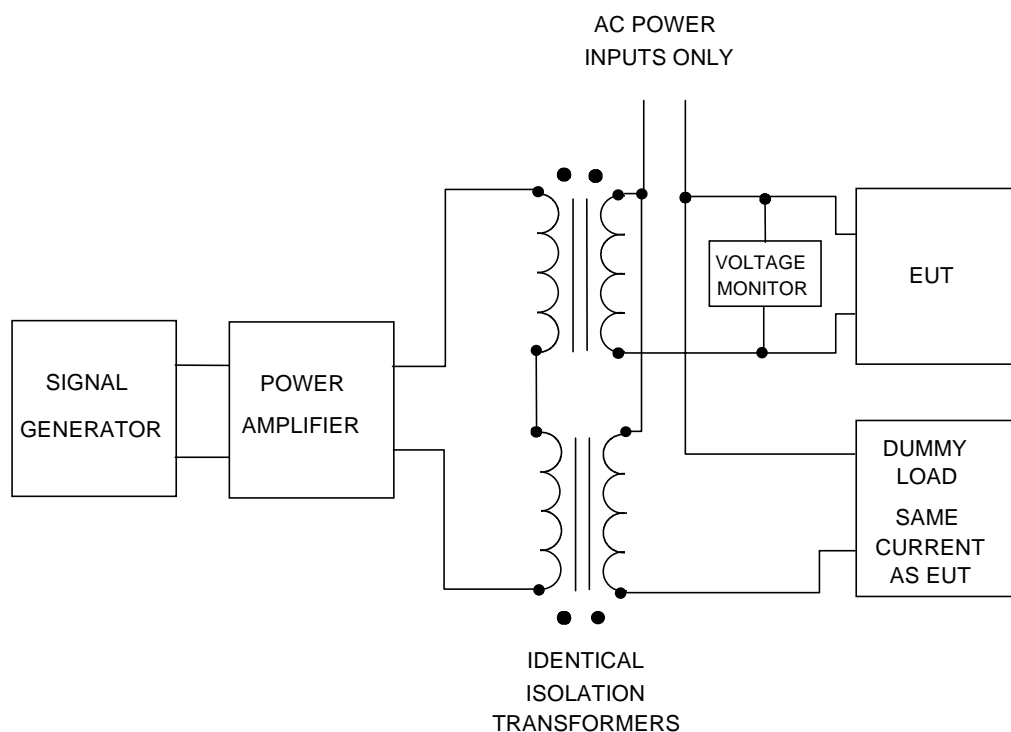 AC POWER
INPUTS ONLY
VOLTAGE
MONITOR
EUT
SIGNAL
GENERATOR
POWER
AMPLIFIER
DUMMY
LOAD
SAME
CURRENT
AS EUT
IDENTICAL
ISOLATION
TRANSFORMERS